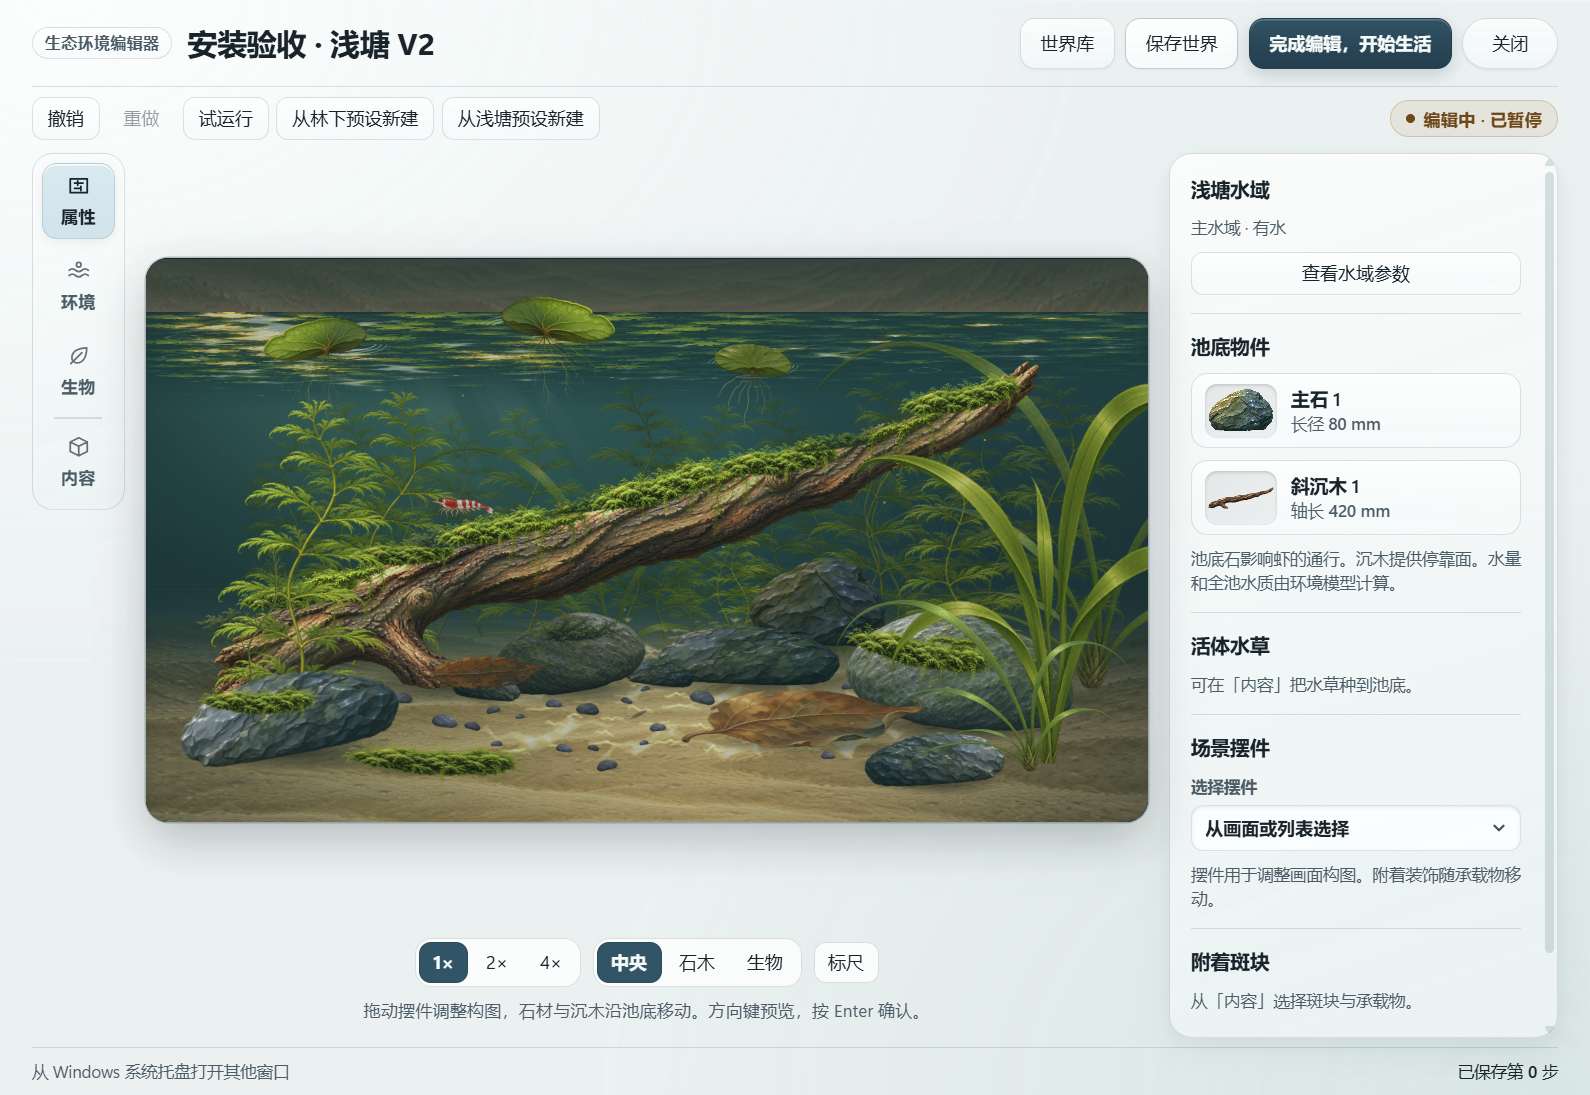 生态环境编辑器
安装验收 · 浅塘 V2
世界库
保存世界
完成编辑，开始生活
关闭
撤销
重做
试运行
从林下预设新建
从浅塘预设新建
编辑中 · 已暂停
属性
环境
生物
内容
浅塘水域
主水域 · 有水
查看水域参数
池底物件
主石 1
长径 80 mm
斜沉木 1
轴长 420 mm
池底石影响虾的通行。沉木提供停靠面。水量
和全池水质由环境模型计算。
活体水草
可在「内容」把水草种到池底。
场景摆件
选择摆件
从画面或列表选择
摆件用于调整画面构图。附着装饰随承载物移
动。
附着斑块
从「内容」选择斑块与承载物。
1×
2×
4×
中央
石木
生物
标尺
拖动摆件调整构图，石材与沉木沿池底移动。方向键预览，按 Enter 确认。
从 Windows 系统托盘打开其他窗口
已保存第 0 步